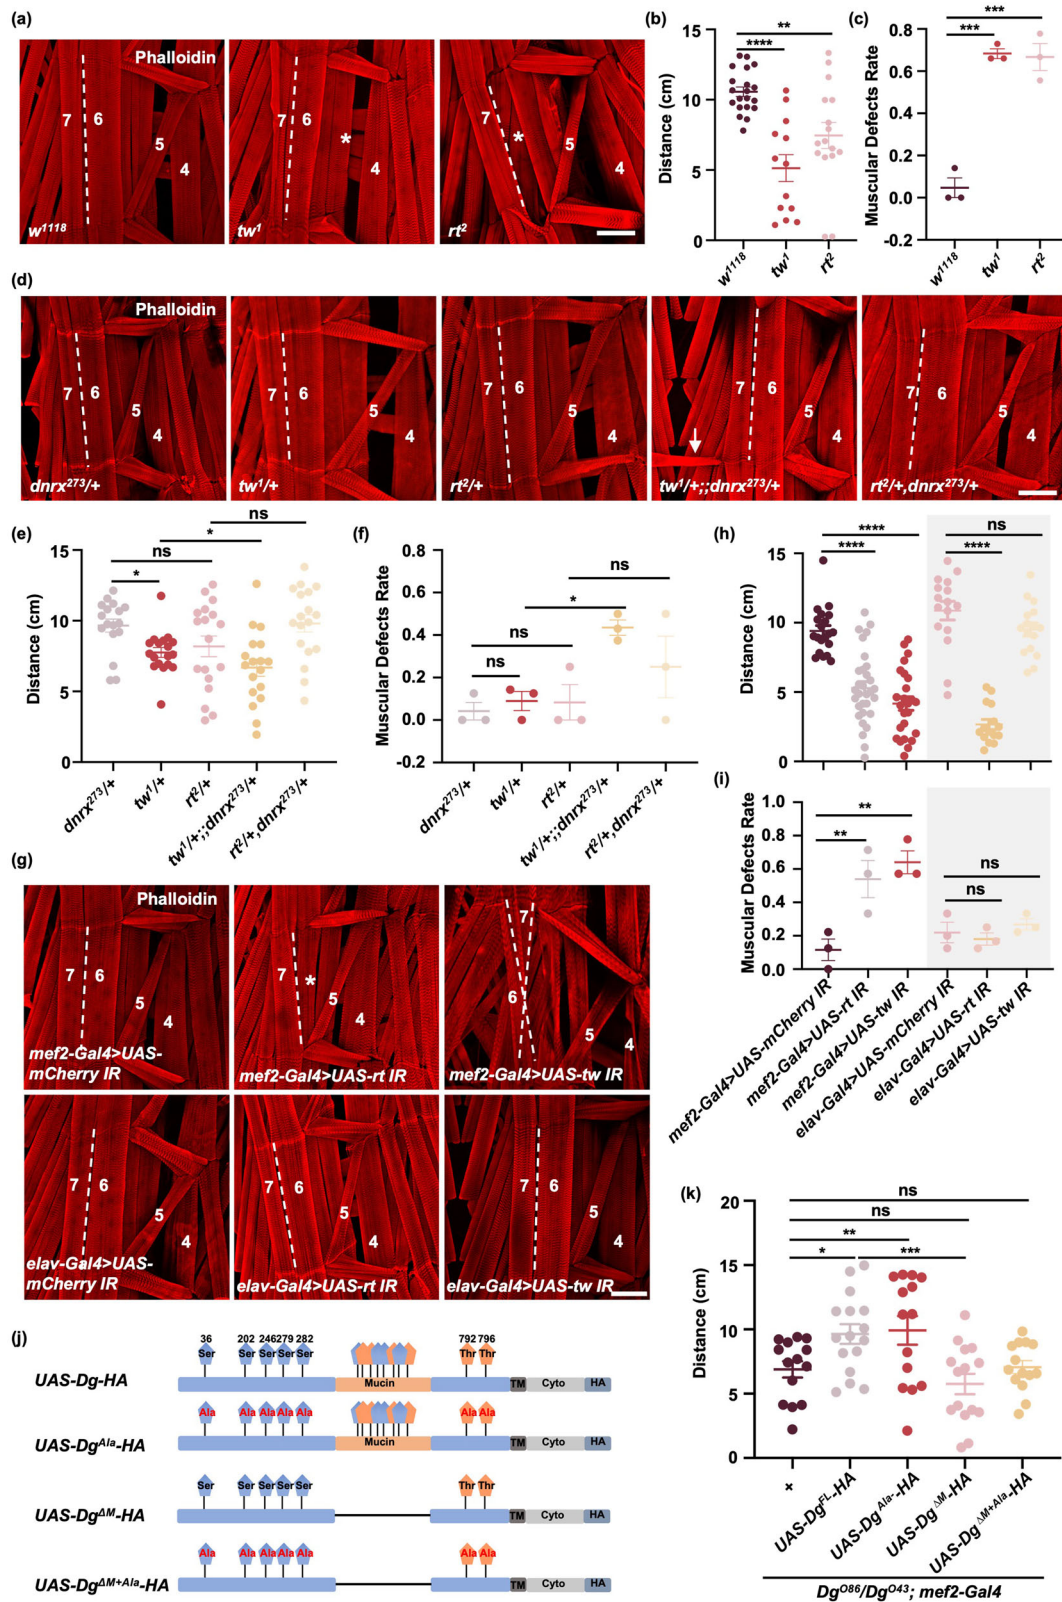 (a)
Phalloidin
7 6 5 4
w1118
7 6 * 5 4
tw1
7 * 5 4
rt2
(b)
** 
****
Distance (cm)
15
10
5
0
w1118
tw1
rt2
(c)
***
***
Muscular Defects Rate
0.8
0.6
0.4
0.2
0.0
-0.2
w1118
tw1
rt2
(d)
Phalloidin
7 6 5 4
dnrx273/+
7 6 5 4
tw1/+
7 6 5 4
rt2/+
7 6 5 4
tw1/+;;dnrx273/+
7 6 5 4
rt2/+,dnrx273/+
(e)
ns
*
ns
*
Distance (cm)
15
10
5
0
dnrx273/+
tw1/+
rt2/+
tw1/+;;dnrx273/+
rt2/+,dnrx273/+
(f)
ns
*
ns
ns
Muscular Defects Rate
0.8
0.6
0.4
0.2
0.0
-0.2
dnrx273/+
tw1/+
rt2/+
tw1/+;;dnrx273/+
rt2/+,dnrx273/+
(g)
Phalloidin
7 6 5 4
mef2-Gal4>UAS-
mCherry IR
7 * 5 4
mef2-Gal4>UAS-rt IR
7 6 5 4
mef2-Gal4>UAS-tw IR
7 6 5 4
elav-Gal4>UAS-
mCherry IR
7 6 5 4
elav-Gal4>UAS-rt IR
7 6 5 4
elav-Gal4>UAS-tw IR
(h)
****
ns
****
****
Distance (cm)
15
10
5
0
(i)
**
**
ns
ns
Muscular Defects Rate
1.0
0.8
0.6
0.4
0.2
0.0
mef2-Gal4>UAS-mCherry IR
mef2-Gal4>UAS-rt IR
mef2-Gal4>UAS-tw IR
elav-Gal4>UAS-mCherry IR
elav-Gal4>UAS-rt IR
elav-Gal4>UAS-tw IR
(j)
36 202 246 279 282 792 796
Ser Ser Ser Ser Ser Thr Thr
UAS-Dg-HA Mucin TM Cyto HA
Ala Ala Ala Ala Ala Ala Ala
UAS-DgAla-HA Mucin TM Cyto HA
Ser Ser Ser Ser Ser Thr Thr
UAS-DgΔM-HA TM Cyto HA
Ala Ala Ala Ala Ala Ala Ala
UAS-DgΔM+Ala-HA TM Cyto HA
(k)
ns
ns
**
* ***
Distance (cm)
20
15
10
5
0
+
UAS-DgFL-HA
UAS-DgAla--HA
UAS-DgΔM-HA
UAS-DgΔM+Ala-HA
DgO86/DgO43; mef2-Gal4